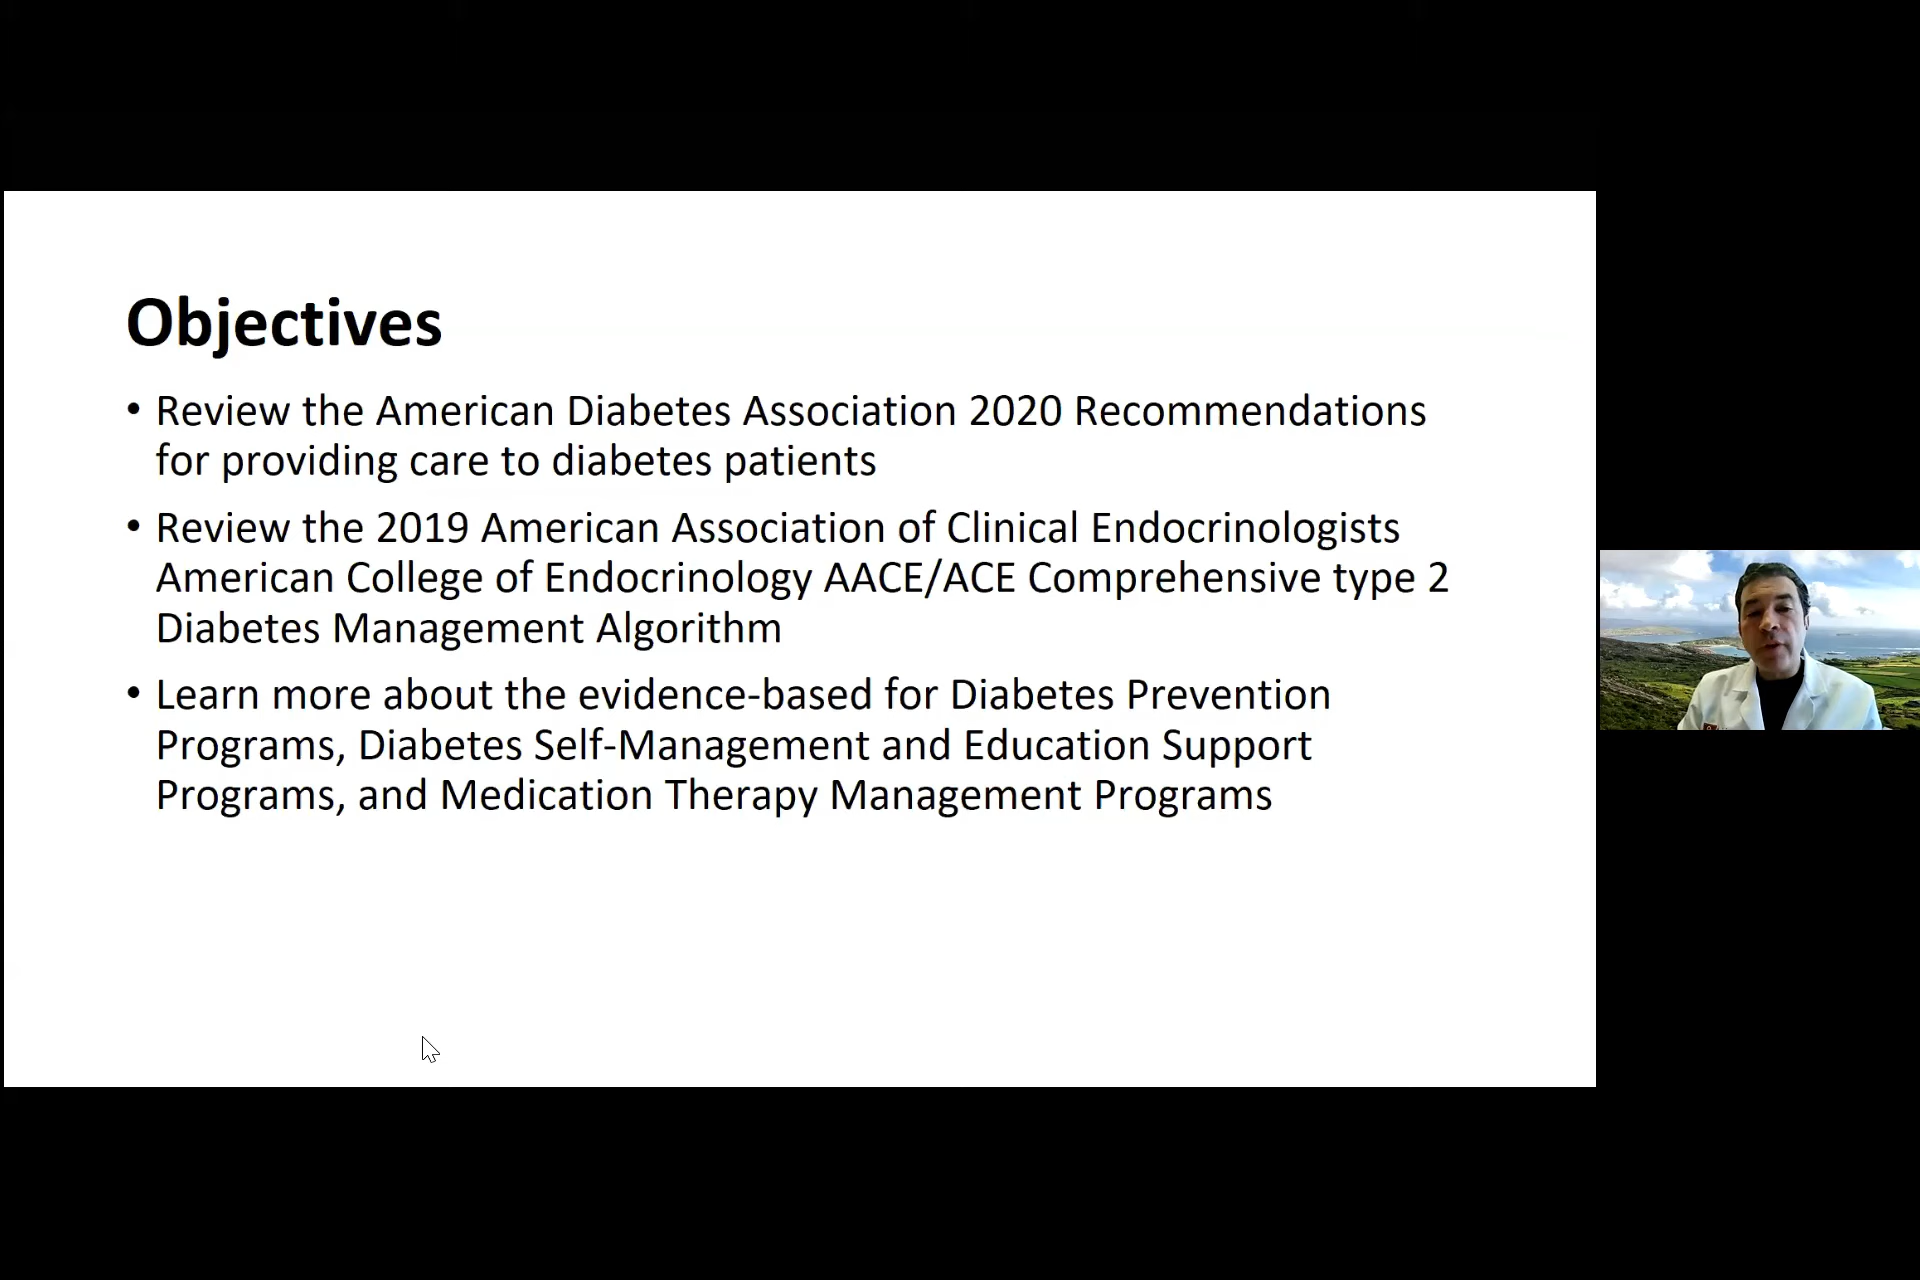 Objectives
• Review the American Diabetes Association 2020 Recommendations
for providing care to diabetes patients
• Review the 2019 American Association of Clinical Endocrinologists
American College of Endocrinology AACE/ACE Comprehensive type 2
Diabetes Management Algorithm
• Learn more about the evidence-based for Diabetes Prevention
Programs, Diabetes Self-Management and Education Support
Programs, and Medication Therapy Management Programs